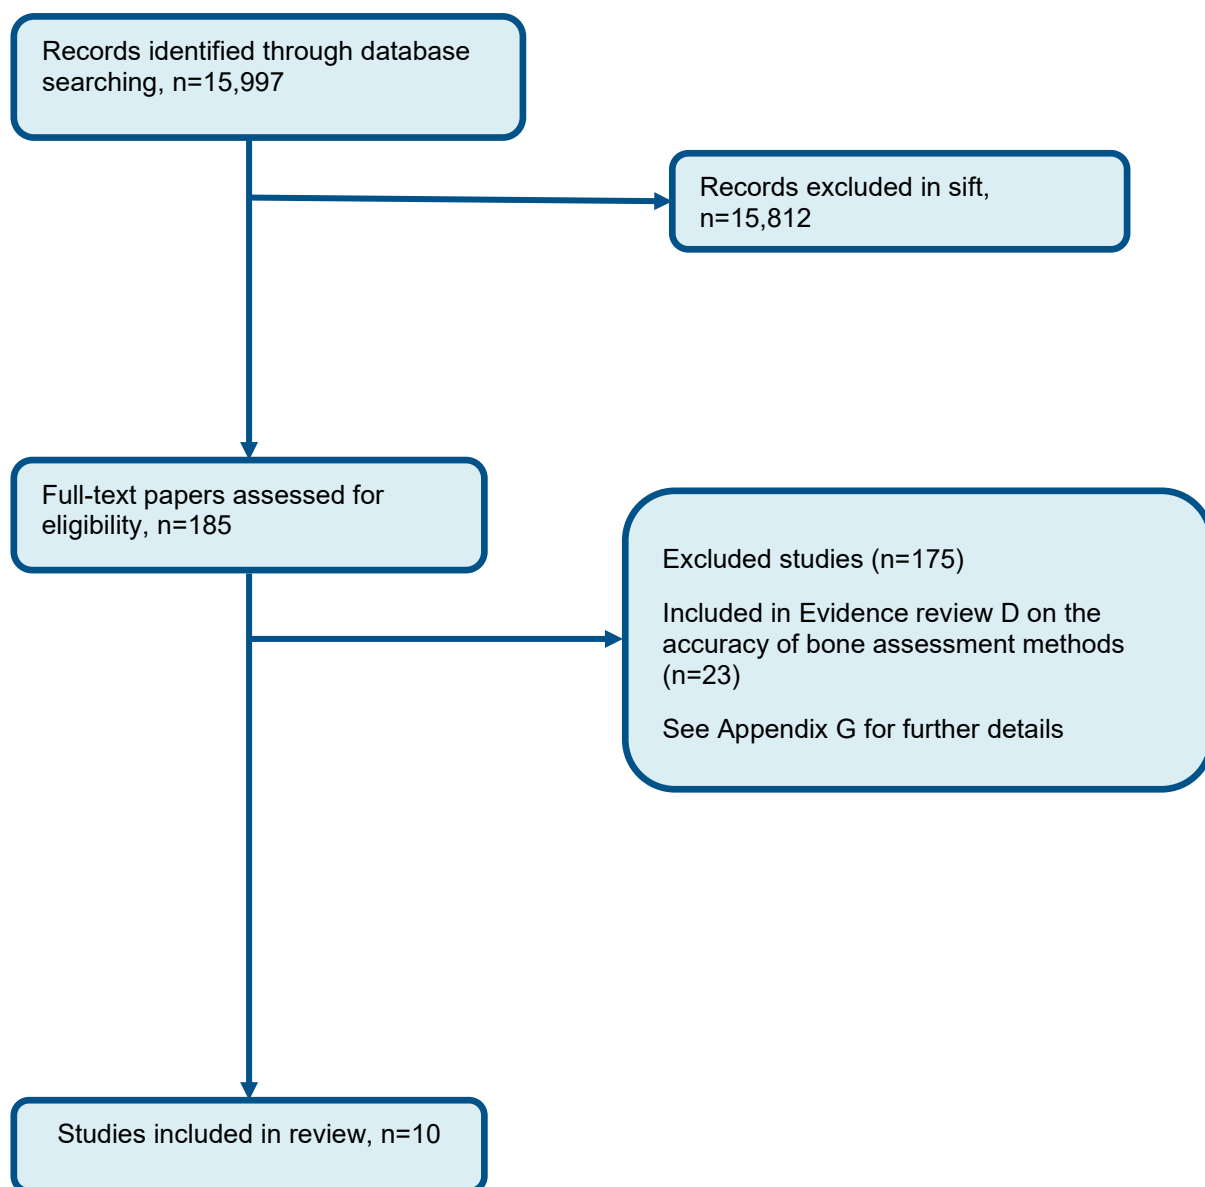 Records identified through database
searching, n=15,997
Records excluded in sift,
n=15,812
Full-text papers assessed for
eligibility, n=185
Excluded studies (n=175)
Included in Evidence review D on the
accuracy of bone assessment methods
(n=23)
See Appendix G for further details
Studies included in review, n=10